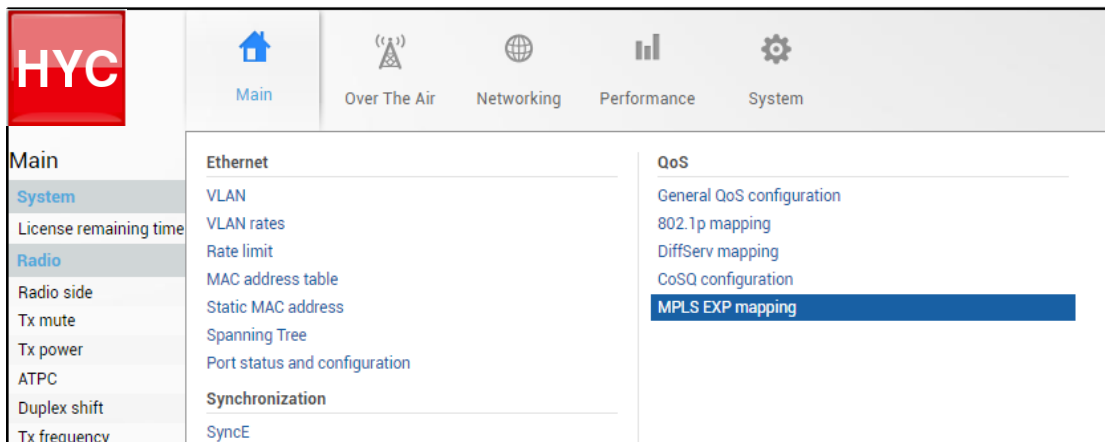 HYC
Main
Over The Air
Networking
Performance
System
Main
System
License remaining time
Radio
Radio side
Tx mute
Tx power
ATPC
Duplex shift
Tx frequency
Ethernet
VLAN
VLAN rates
Rate limit
MAC address table
Static MAC address
Spanning Tree
Port status and configuration
Synchronization
SyncE
QoS
General QoS configuration
802.1p mapping
DiffServ mapping
CoSQ configuration
MPLS EXP mapping